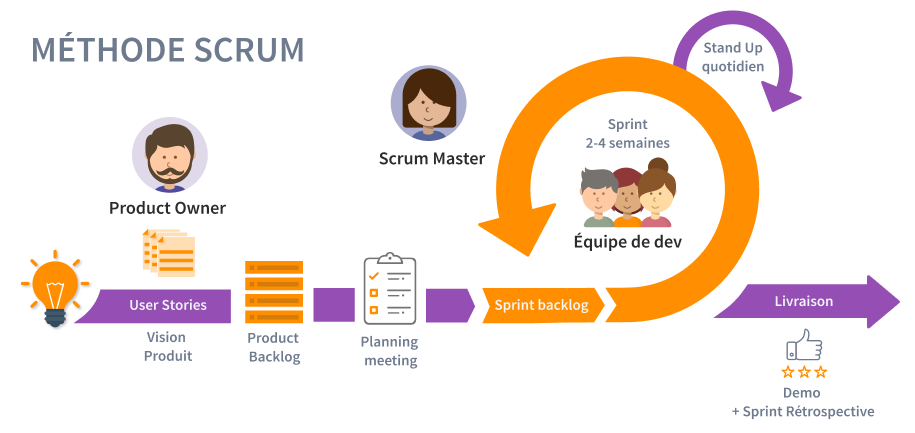 MÉTHODE SCRUM
Stand Up
quotidien
Sprint
2-4 semaines
Scrum Master
Product Owner
Équipe de dev
User Stories
Sprint backlog
Livraison
Vision
Produit
Product
Backlog
Planning
meeting
Demo
+ Sprint Rétrospective